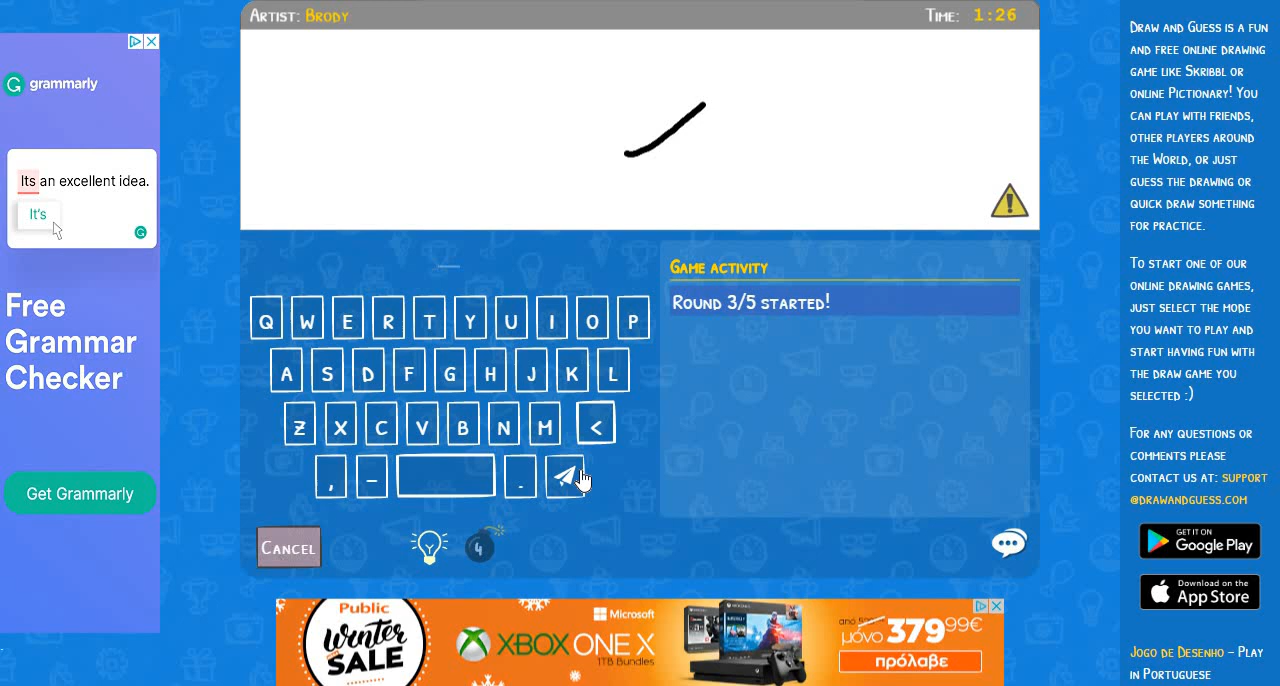 Artist: Brody
Time: 1:26
grammarly
Its an excellent idea.
It's
Free
Grammar
Checker
Get Grammarly
Game activity
Round 3/5 started!
Q W E R T Y U I O P
A S D F G H J K L
Z X C V B N M <
, - .
Cancel
4
Draw and Guess is a fun
and free online drawing
game like Skribbl or
online Pictionary! You
can play with friends,
other players around
the World, or just
guess the drawing or
quick draw something
for practice.
To start one of our
online drawing games,
just select the mode
you want to play and
start having fun with
the draw game you
selected :)
For any questions or
comments please
contact us at: support
@drawandguess.com
GET IT ON
Google Play
Download on the
App Store
Jogo de Desenho - Play
in Portuguese
Public
Winter
SALE
Microsoft
XBOX ONE X
1TB Bundles
μόνο 379,99€
πρόλαβε